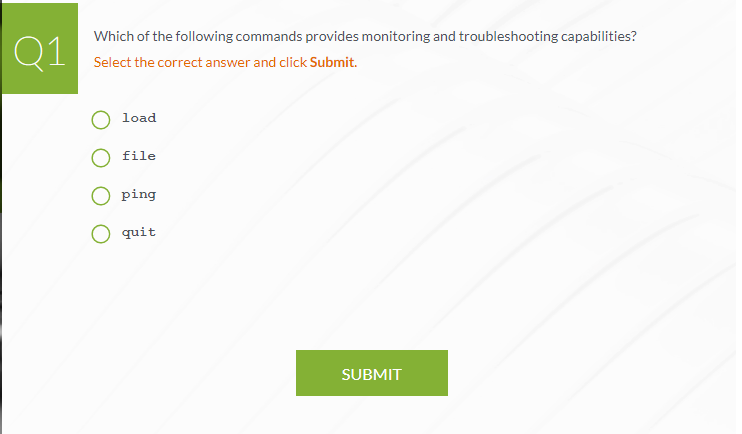 Q1
Which of the following commands provides monitoring and troubleshooting capabilities?
Select the correct answer and click Submit.
load
file
ping
quit
SUBMIT